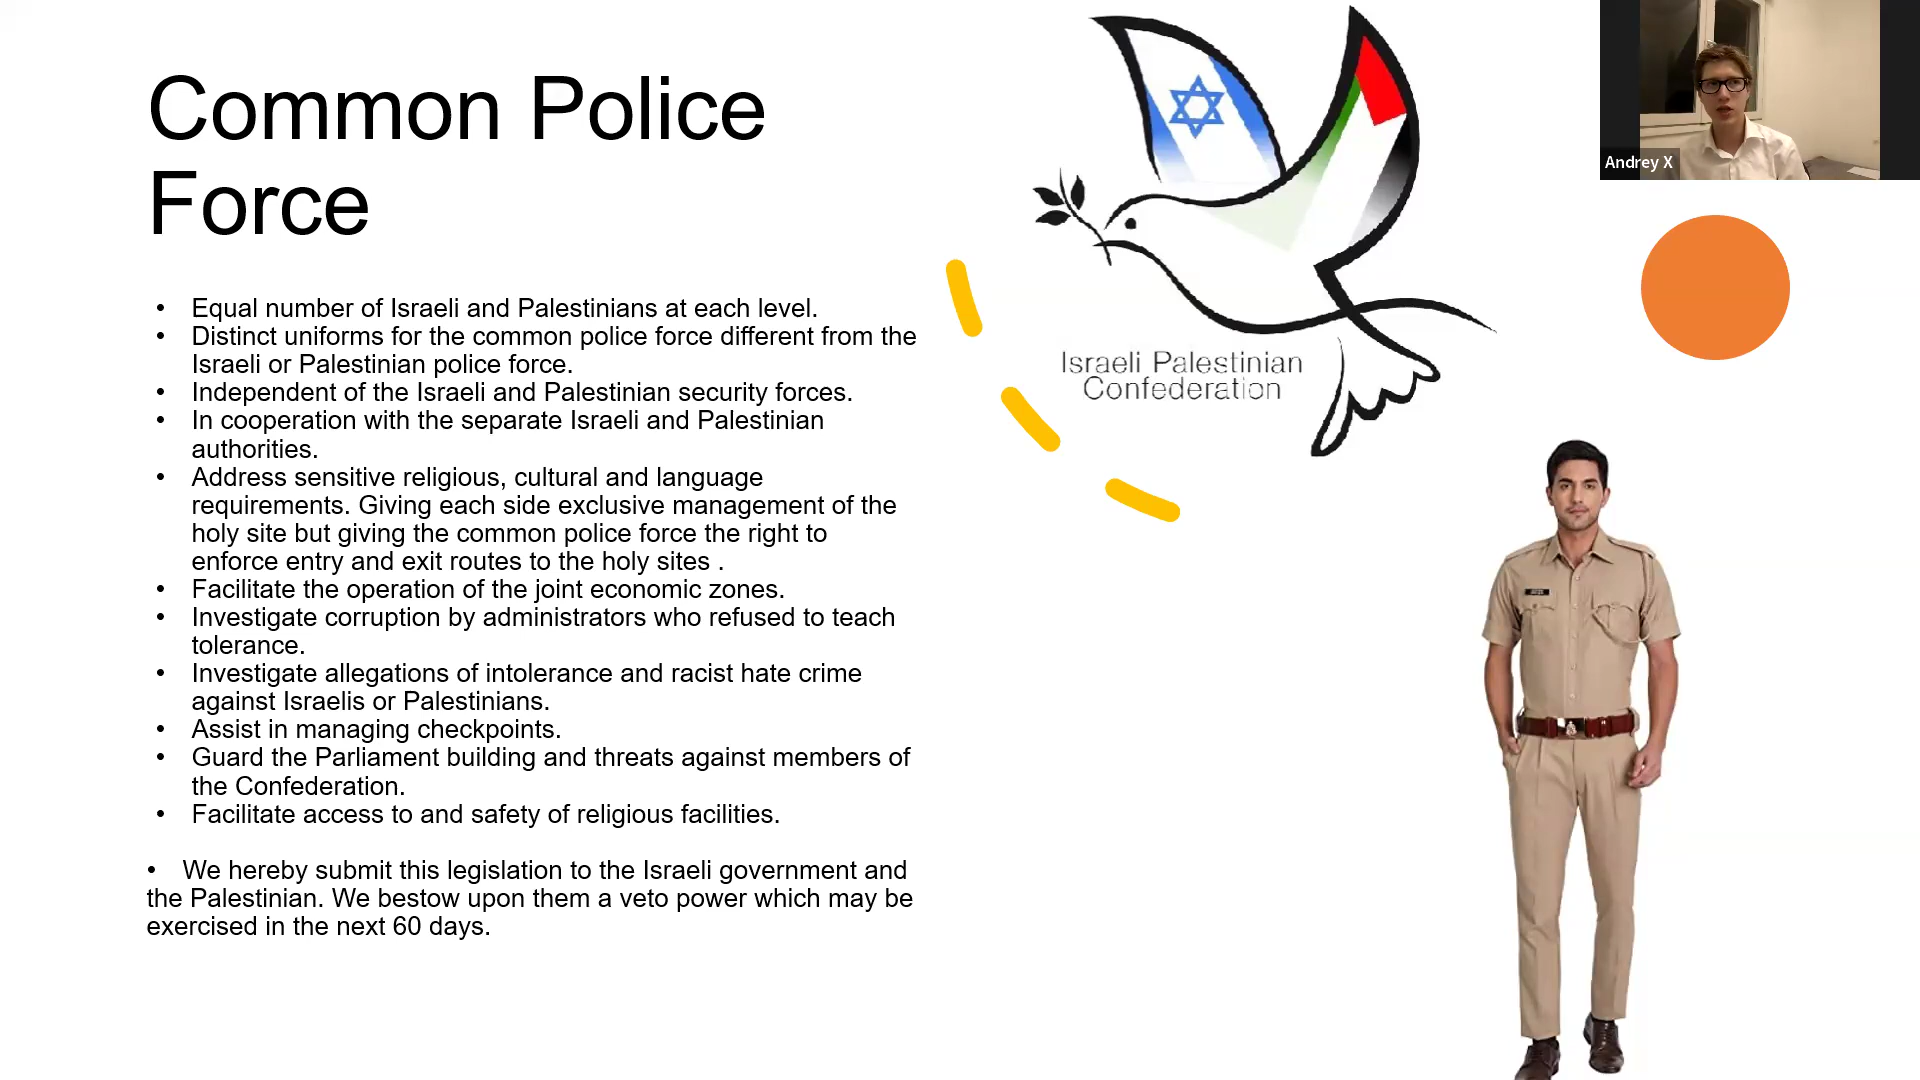 Common Police
Force
• Equal number of Israeli and Palestinians at each level.
• Distinct uniforms for the common police force different from the
Israeli or Palestinian police force.
• Independent of the Israeli and Palestinian security forces.
• In cooperation with the separate Israeli and Palestinian
authorities.
• Address sensitive religious, cultural and language
requirements. Giving each side exclusive management of the
holy site but giving the common police force the right to
enforce entry and exit routes to the holy sites .
• Facilitate the operation of the joint economic zones.
• Investigate corruption by administrators who refused to teach
tolerance.
• Investigate allegations of intolerance and racist hate crime
against Israelis or Palestinians.
• Assist in managing checkpoints.
• Guard the Parliament building and threats against members of
the Confederation.
• Facilitate access to and safety of religious facilities.
• We hereby submit this legislation to the Israeli government and
the Palestinian. We bestow upon them a veto power which may be
exercised in the next 60 days.
Israeli Palestinian
Confederation
Andrey X